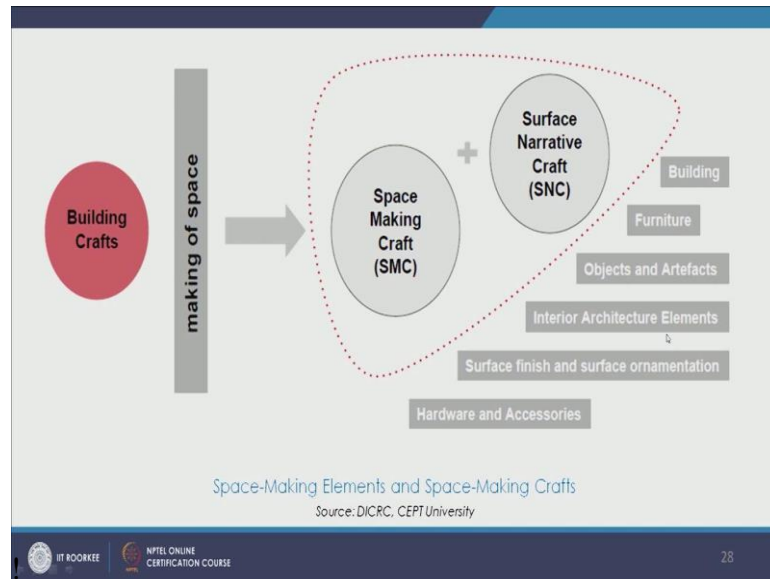 Building
Crafts
making of space
Space
Making
Craft
(SMC)
+
Surface
Narrative
Craft
(SNC)
Building
Furniture
Objects and Artefacts
Interior Architecture Elements
Surface finish and surface ornamentation
Hardware and Accessories
Space-Making Elements and Space-Making Crafts
Source: DICRC, CEPT University
IIT ROORKEE
NPTEL ONLINE
CERTIFICATION COURSE
28